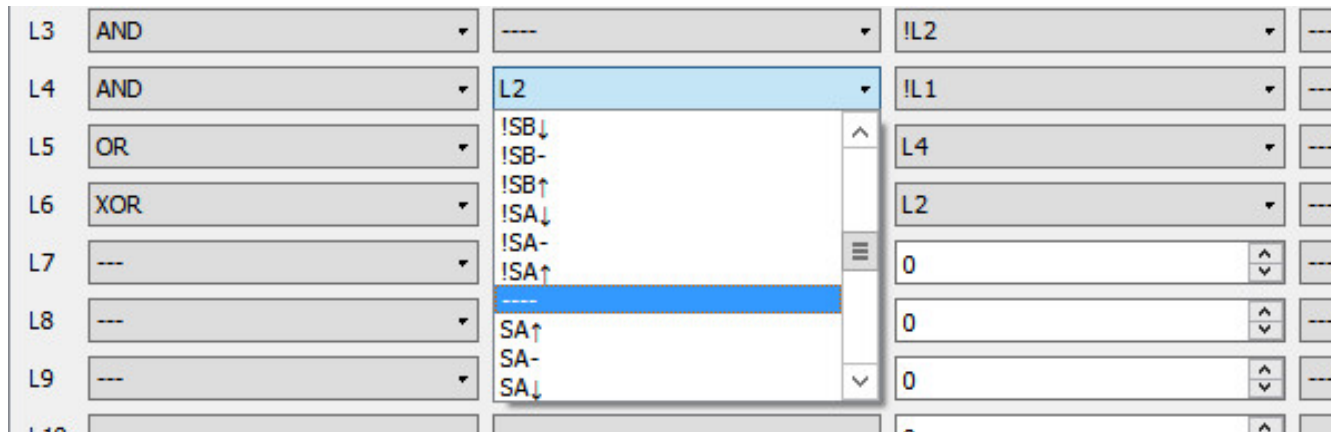 L3 AND ---- !L2 ---
L4 AND L2 !L1 ---
!SB↓
!SB-
L5 OR L4 ---
!SB↑
L6 XOR !SA↓ L2 ---
!SA-
L7 --- 0 ---
!SA↑
----
L8 --- SA↑ 0 ---
SA-
L9 --- SA↓ 0 ---